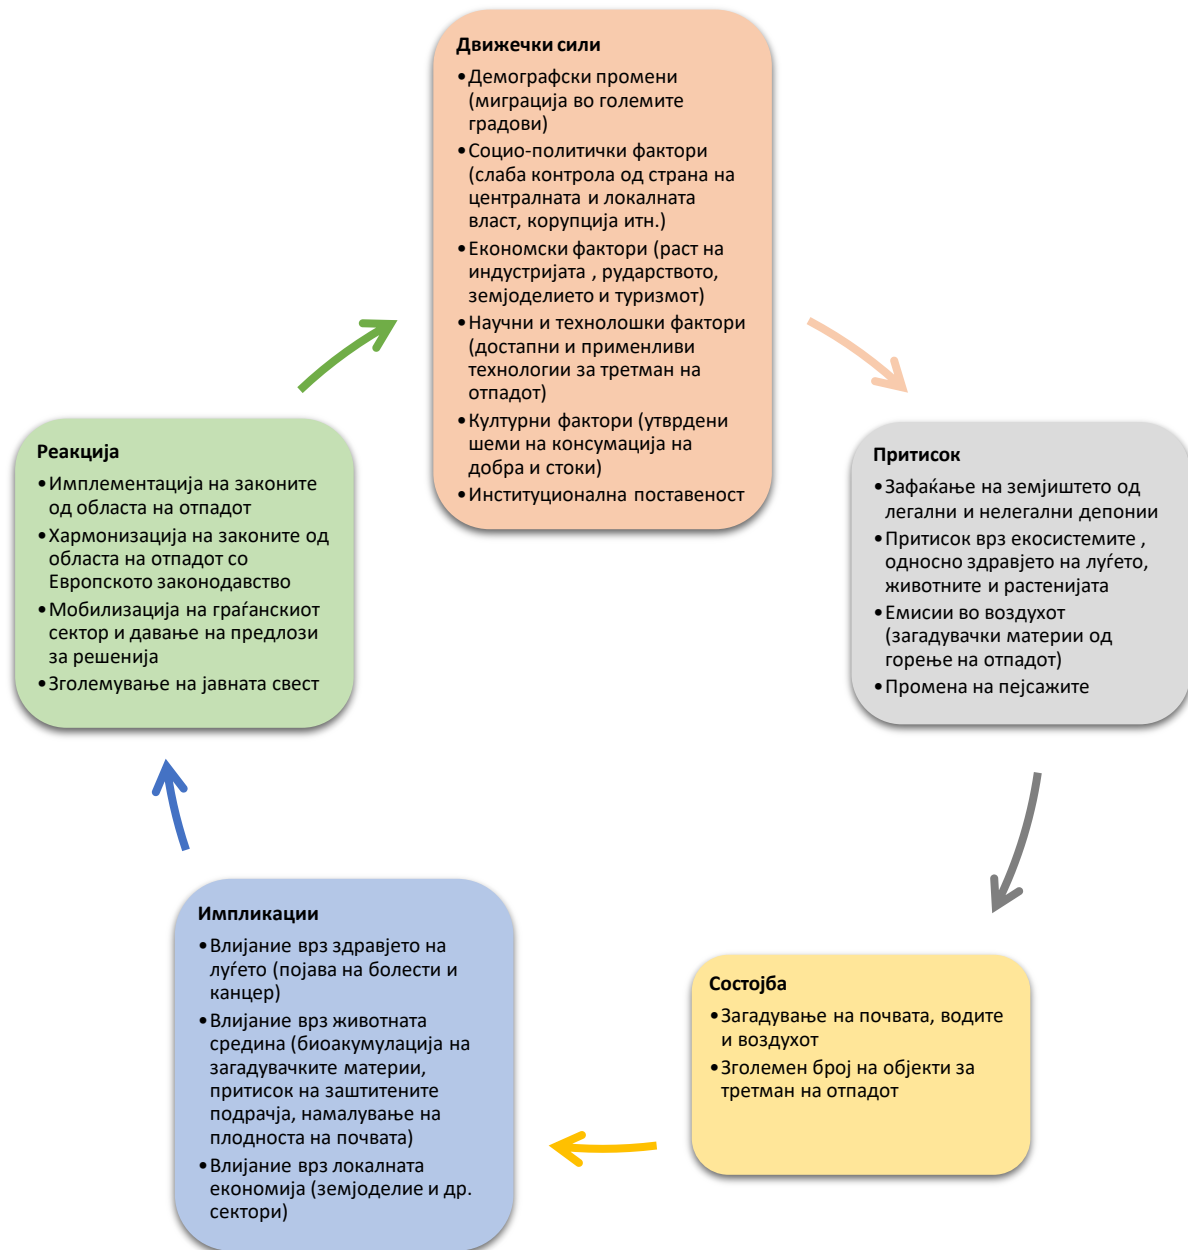 Движечки сили
•Демографски промени
(миграција во големите
градови)
•Социо-политички фактори
(слаба контрола од страна на
централната и локалната
власт, корупција итн.)
•Економски фактори (раст на
индустријата , рударството,
земјоделието и туризмот)
•Научни и технолошки фактори
(достапни и применливи
технологии за третман на
отпадот)
•Културни фактори (утврдени
шеми на консумација на
добра и стоки)
•Институционална поставеност
Притисок
•Зафаќање на земјиштето од
легални и нелегални депонии
•Притисок врз екосистемите ,
односно здравјето на луѓето,
животните и растенијата
•Емисии во воздухот
(загадувачки материи од
горење на отпадот)
•Промена на пејсажите
Состојба
•Загадување на почвата, водите
и воздухот
•Зголемен број на објекти за
третман на отпадот
Импликации
•Влијание врз здравјето на
луѓето (појава на болести и
канцер)
•Влијание врз животната
средина (биоакумулација на
загадувачките материи,
притисок на заштитените
подрачја, намалување на
плодноста на почвата)
•Влијание врз локалната
економија (земјоделие и др.
сектори)
Реакција
•Имплементација на законите
од областа на отпадот
•Хармонизација на законите од
областа на отпадот со
Европското законодавство
•Мобилизација на граѓанскиот
сектор и давање на предлози
за решенија
•Зголемување на јавната свест